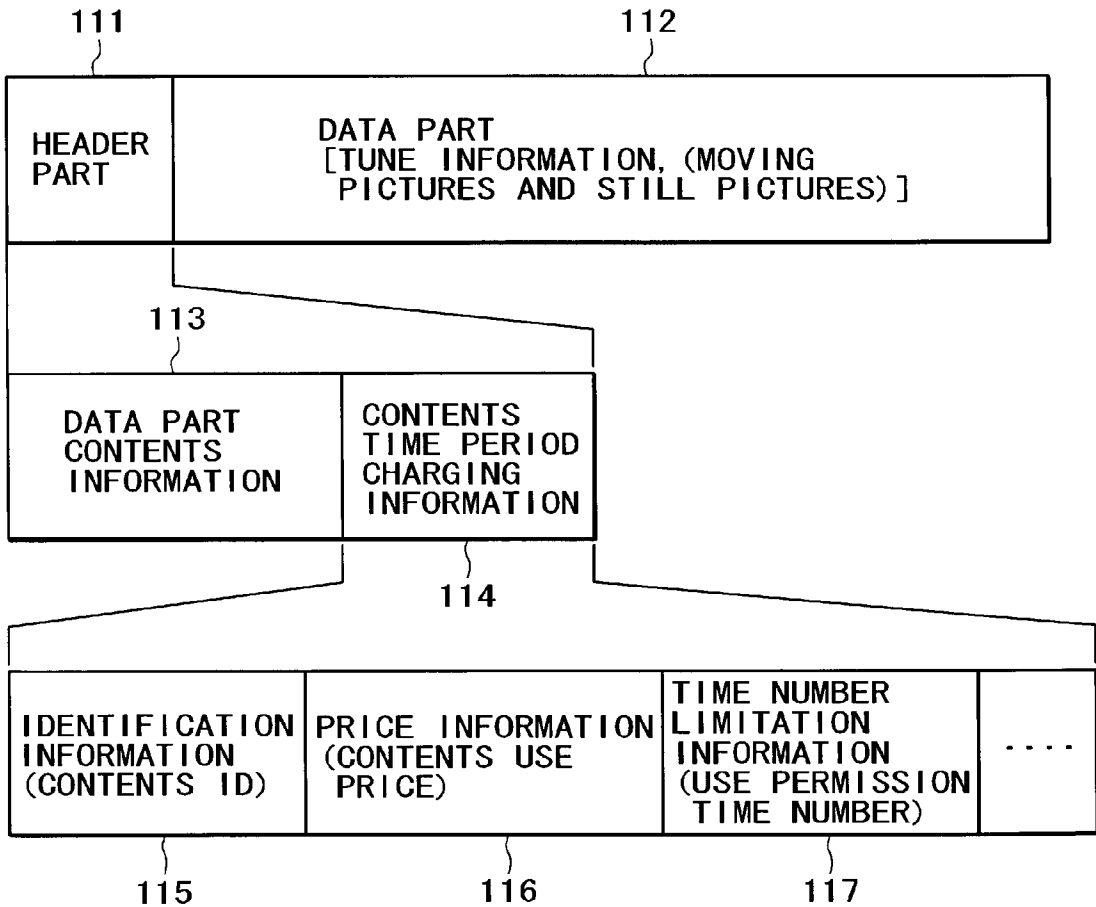 111
112
HEADER
PART
DATA PART
[TUNE INFORMATION, (MOVING
PICTURES AND STILL PICTURES)]
113
DATA PART
CONTENTS
INFORMATION
CONTENTS
TIME PERIOD
CHARGING
INFORMATION
114
IDENTIFICATION
INFORMATION
(CONTENTS ID)
PRICE INFORMATION
(CONTENTS USE
PRICE)
TIME NUMBER
LIMITATION
INFORMATION
(USE PERMISSION
TIME NUMBER)
....
115
116
117